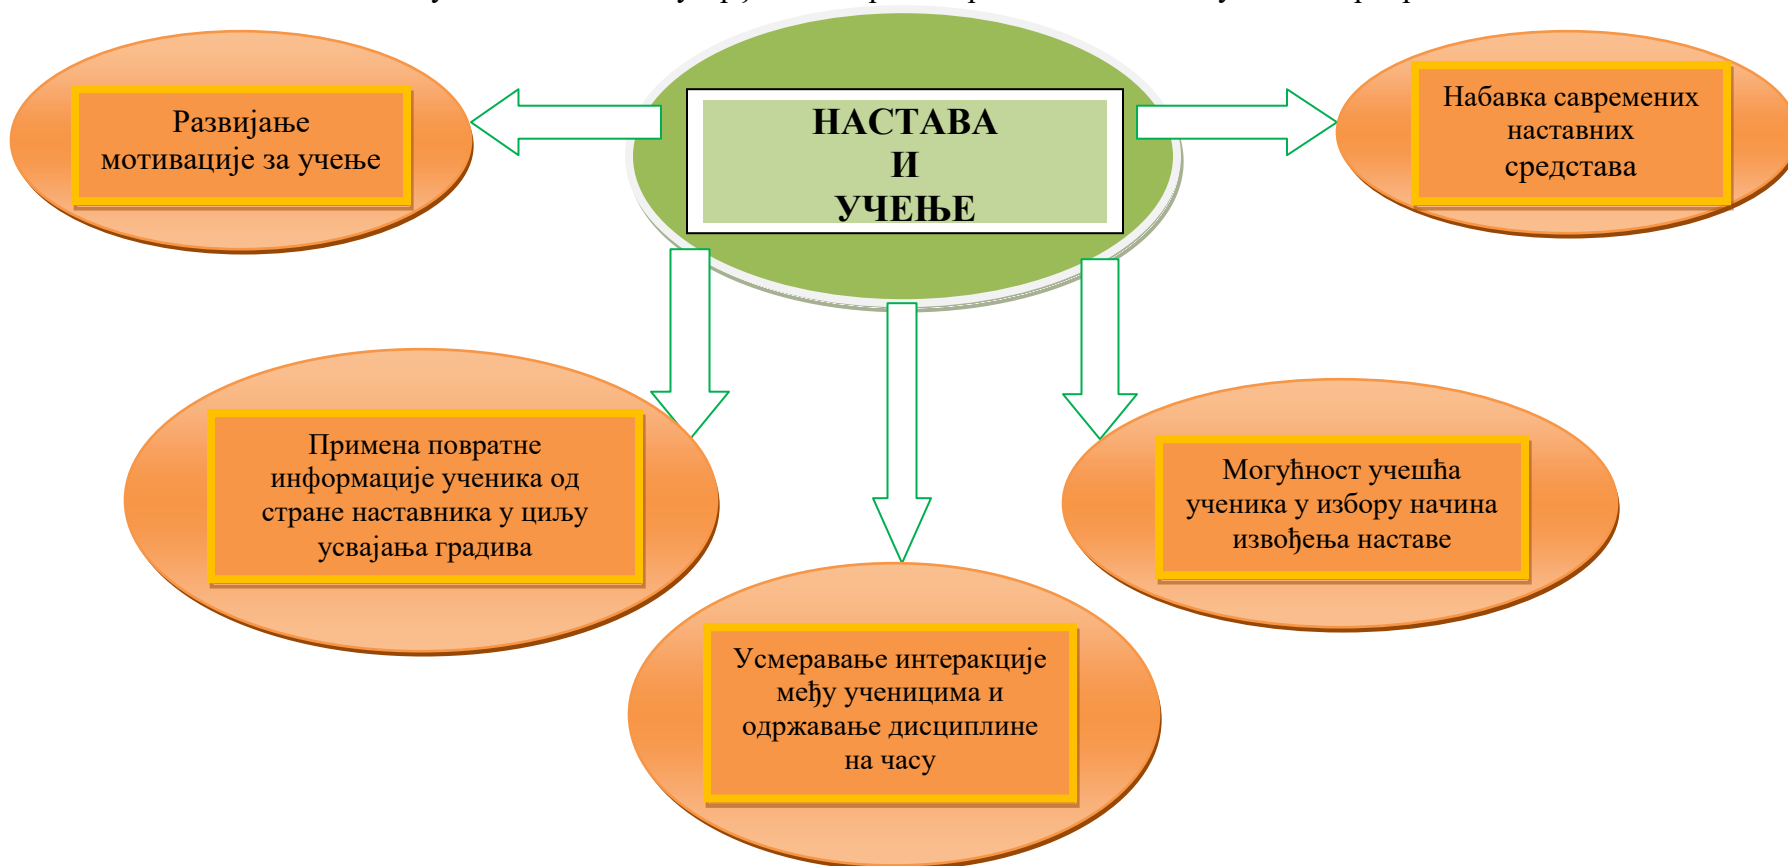 НАСТАВА
И
УЧЕЊЕ
Развијање
мотивације за учење
Набавка савремених
наставних
средстава
Примена повратне
информације ученика од
стране наставника у циљу
усвајања градива
Могућност учешћа
ученика у избору начина
извођења наставе
Усмеравање интеракције
међу ученицима и
одржавање дисциплине
на часу